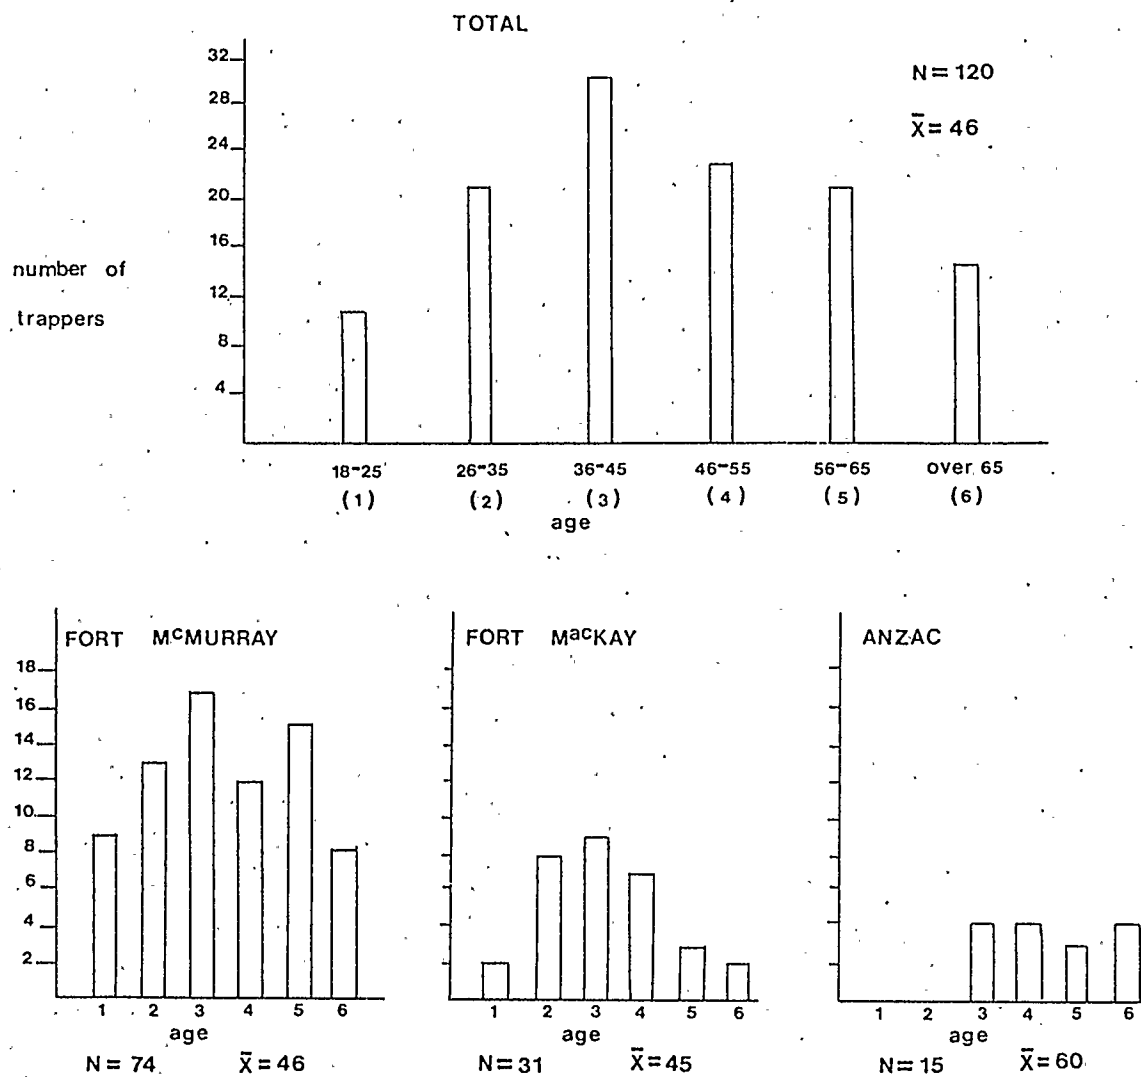 TOTAL
N = 120
X̄ = 46
32
28
24
20
16
12
8
4
number of
trappers
18-25 26-35 36-45 46-55 56-65 over 65
(1) (2) (3) (4) (5) (6)
age
FORT McMURRAY
18
16
14
12
10
8
6
4
2
1 2 3 4 5 6
age
N = 74 X̄ = 46
FORT MacKAY
1 2 3 4 5 6
age
N = 31 X̄ = 45
ANZAC
1 2 3 4 5 6
age
N = 15 X̄ = 60